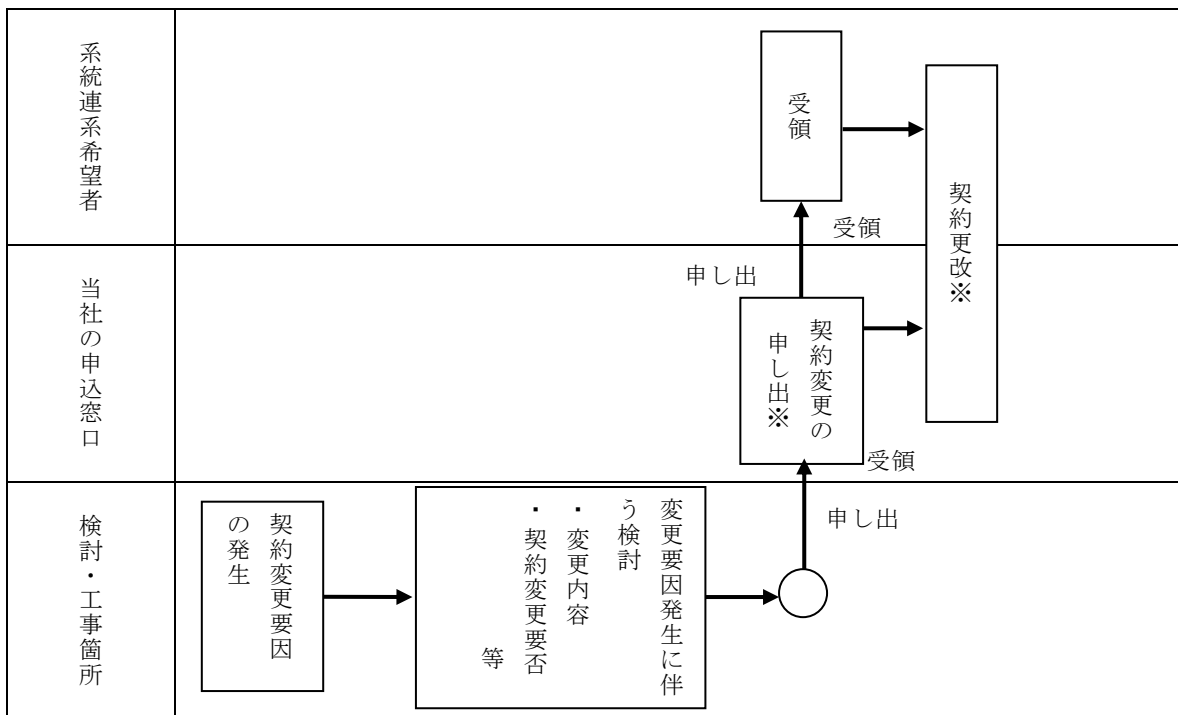 系統連系希望者
受領
契約更改※
受領
当社の申込窓口
申し出
契約変更の
申し出※
受領
検討・工事箇所
契約変更要因
の発生
変更要因発生に伴
う検討
・変更内容
・契約変更要否
等
申し出